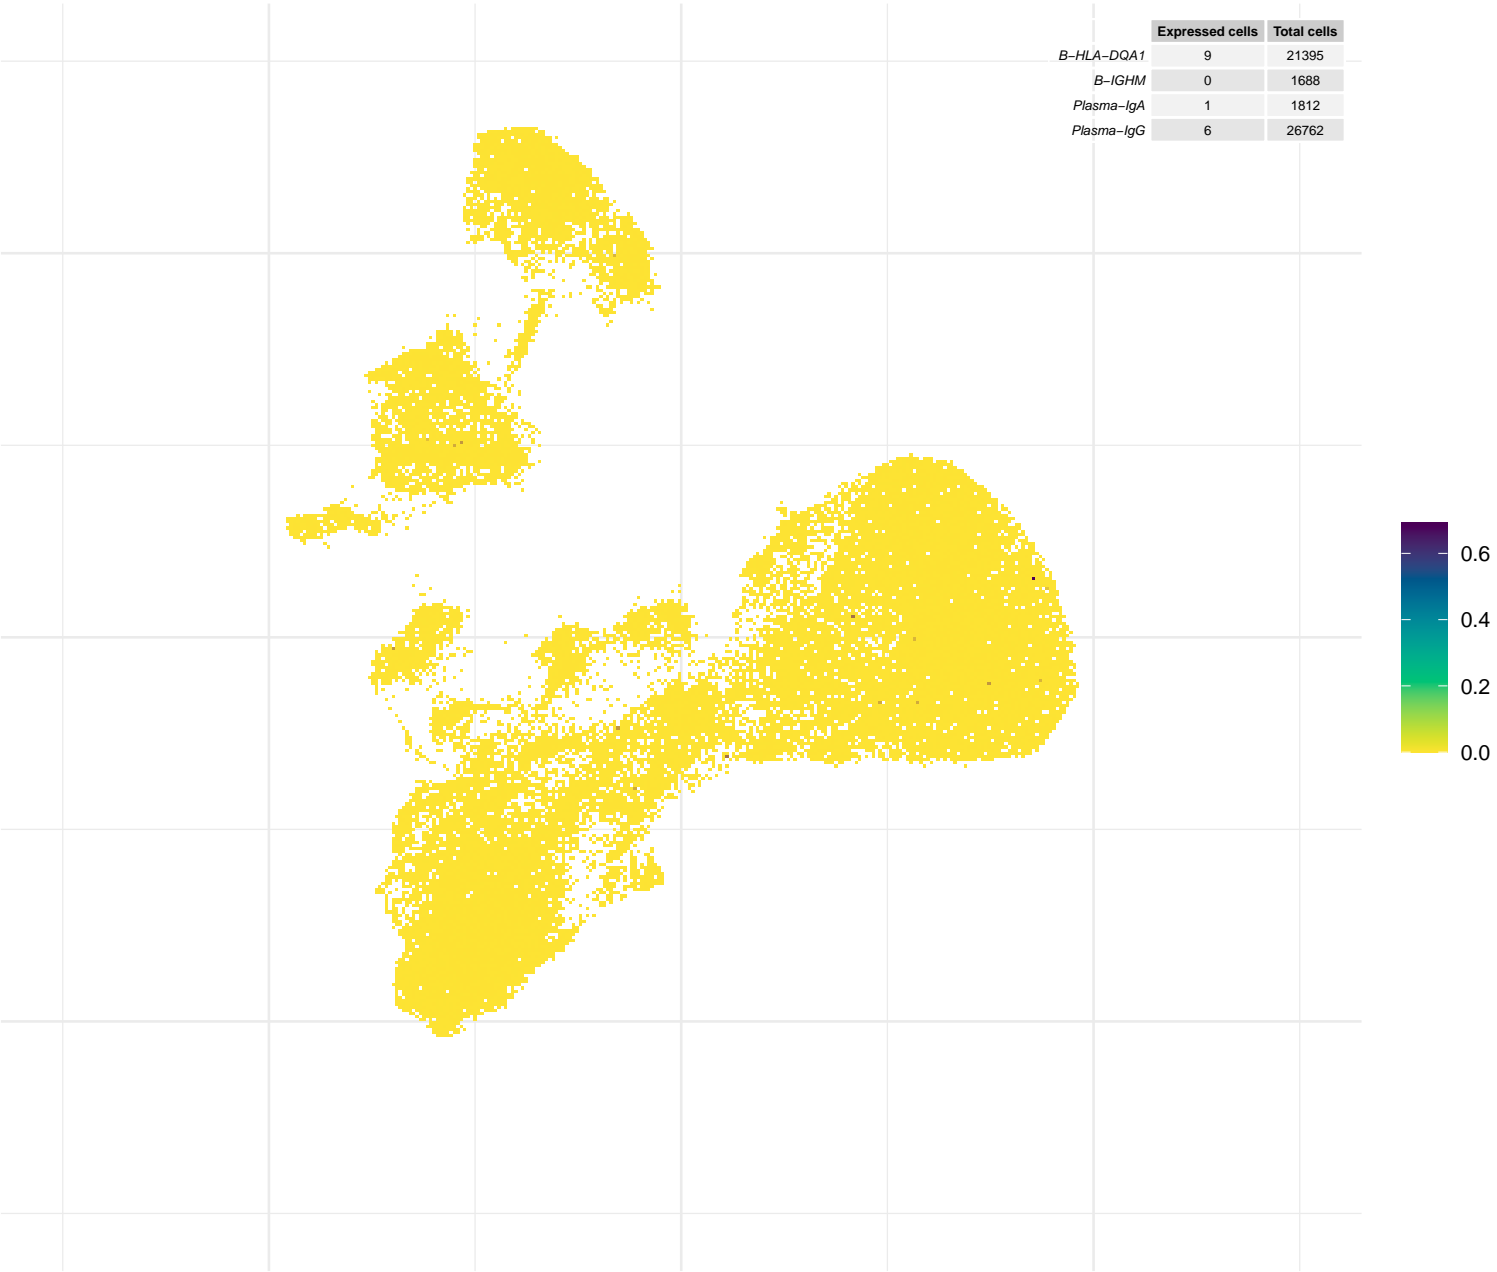 Expressed cells Total cells
B−HLA−DQA1 9 21395
B−IGHM 0 1688
Plasma−IgA 1 1812
Plasma−IgG 6 26762
0.6
0.4
0.2
0.0